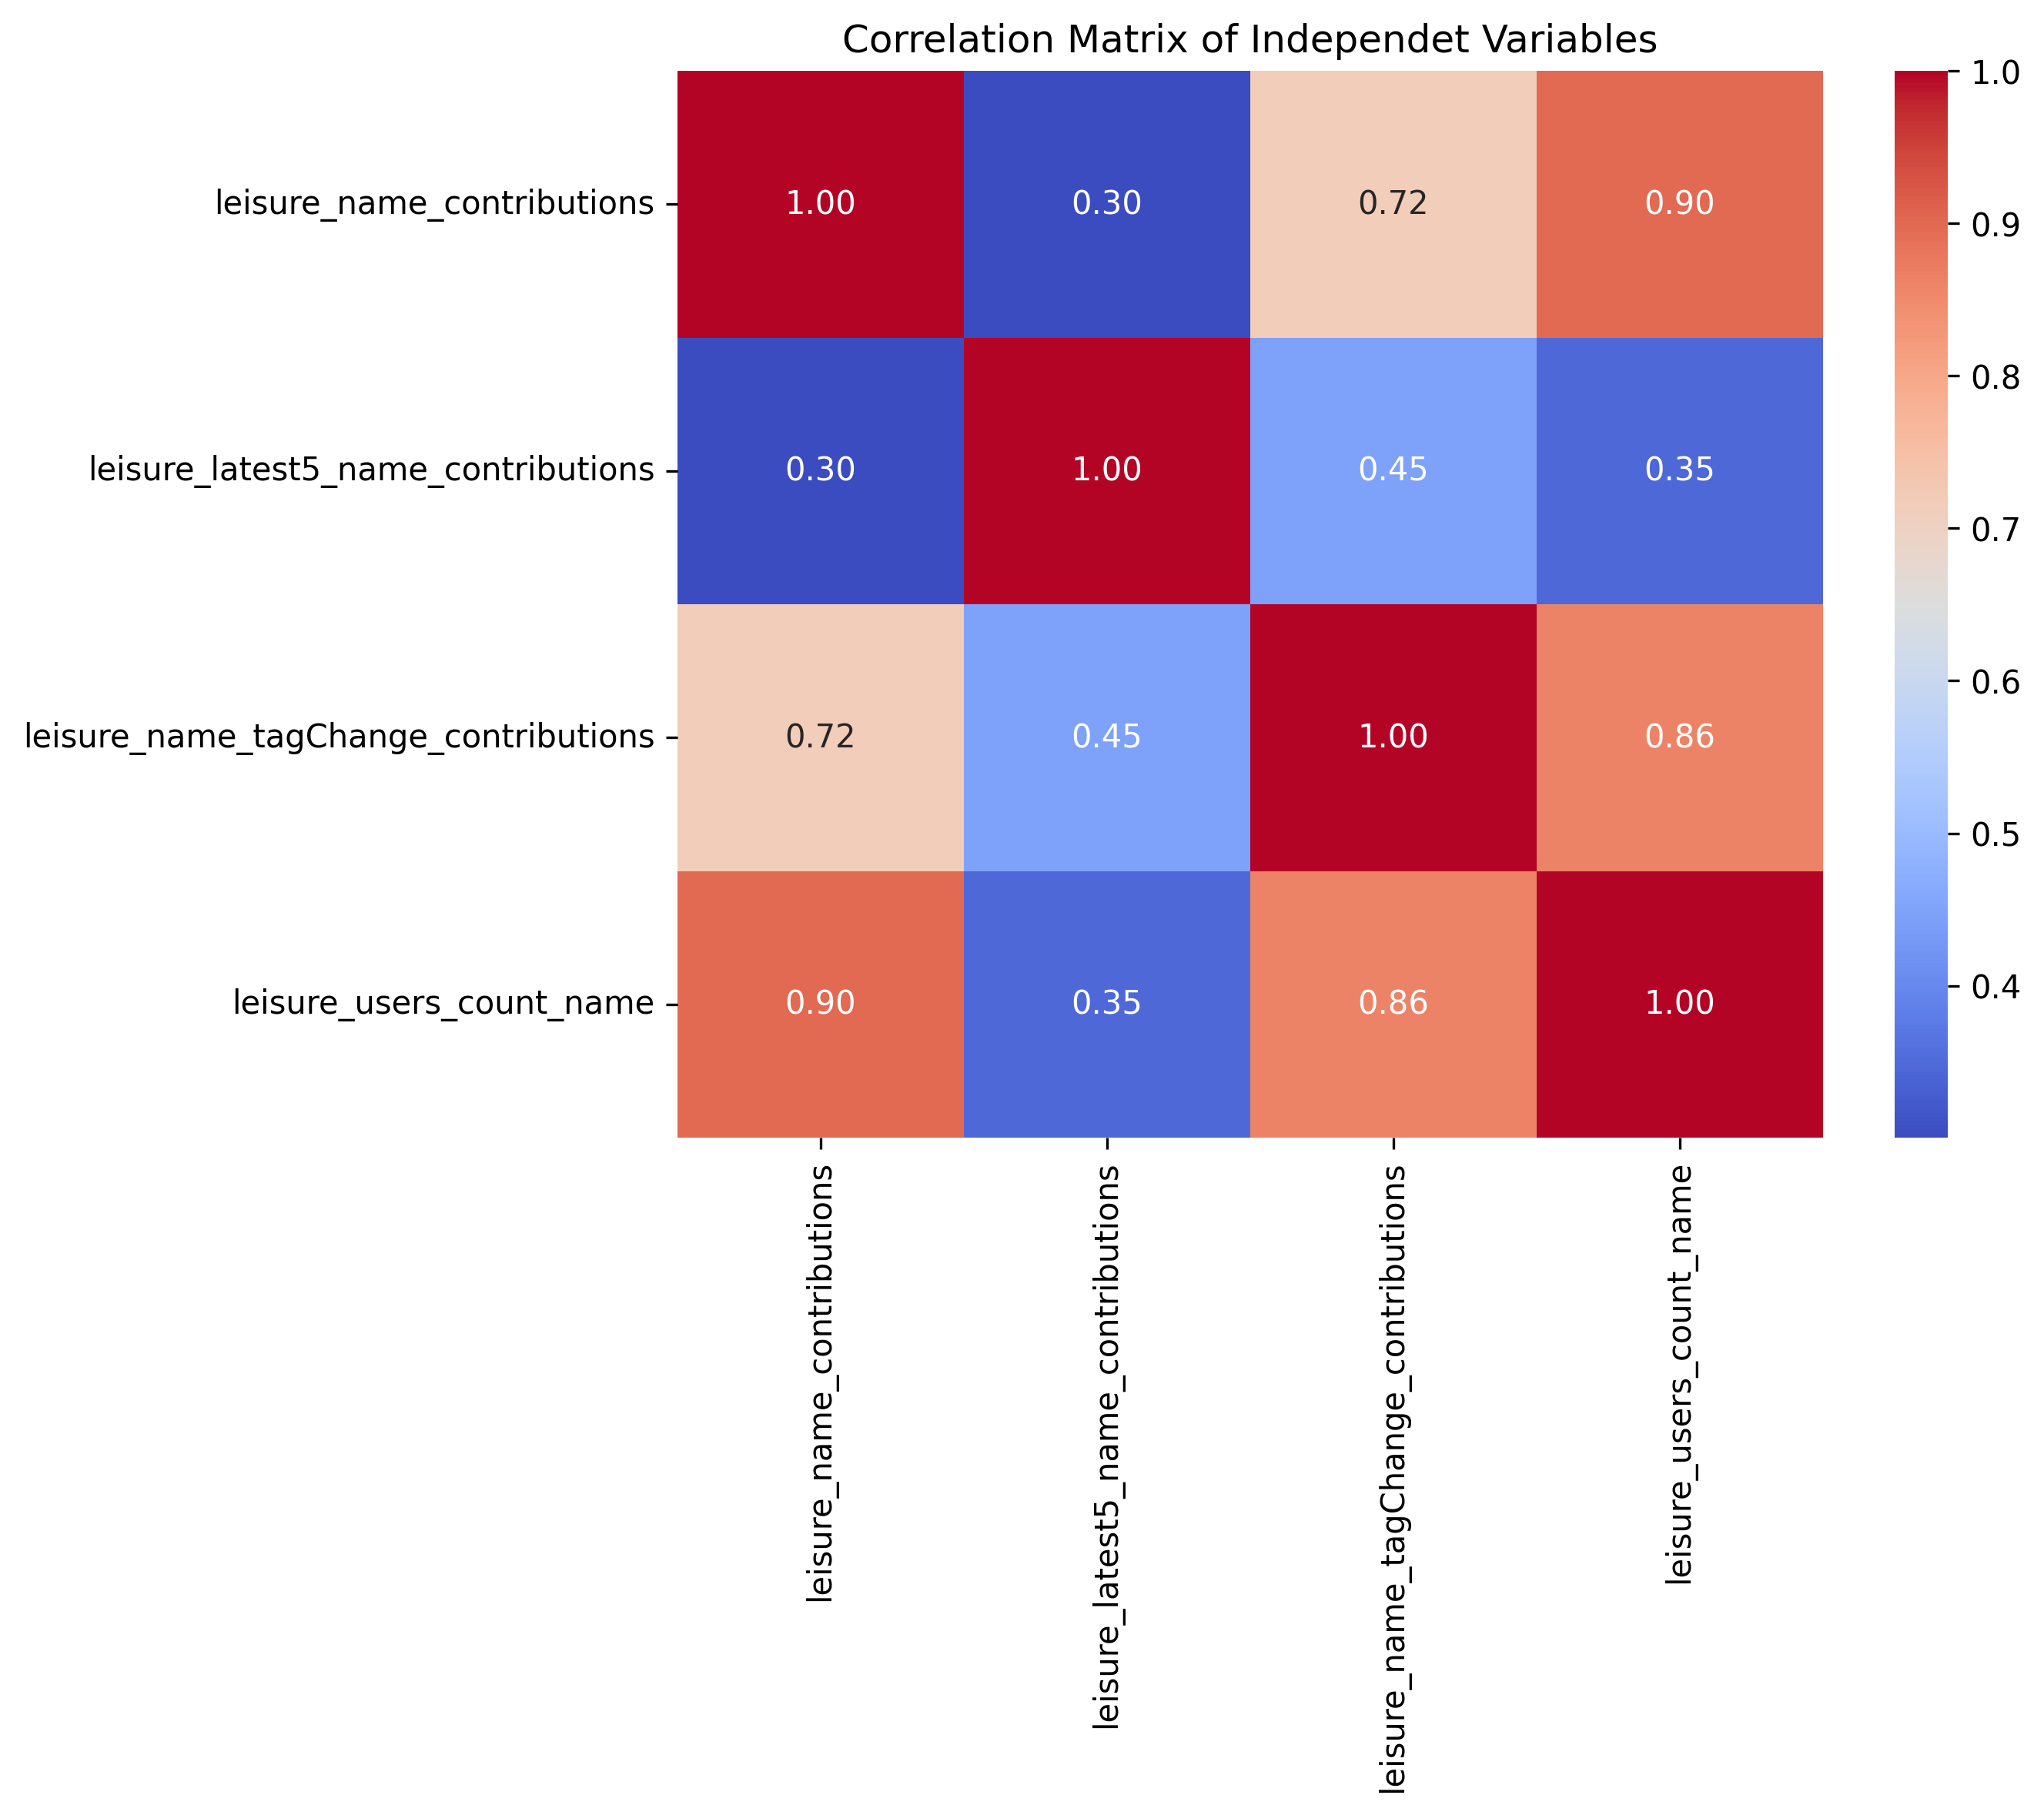 Correlation Matrix of Independet Variables
leisure_name_contributions
1.00 0.30 0.72 0.90
leisure_latest5_name_contributions
0.30 1.00 0.45 0.35
leisure_name_tagChange_contributions
0.72 0.45 1.00 0.86
leisure_users_count_name
0.90 0.35 0.86 1.00
leisure_name_contributions
leisure_latest5_name_contributions
leisure_name_tagChange_contributions
leisure_users_count_name
1.0
0.9
0.8
0.7
0.6
0.5
0.4